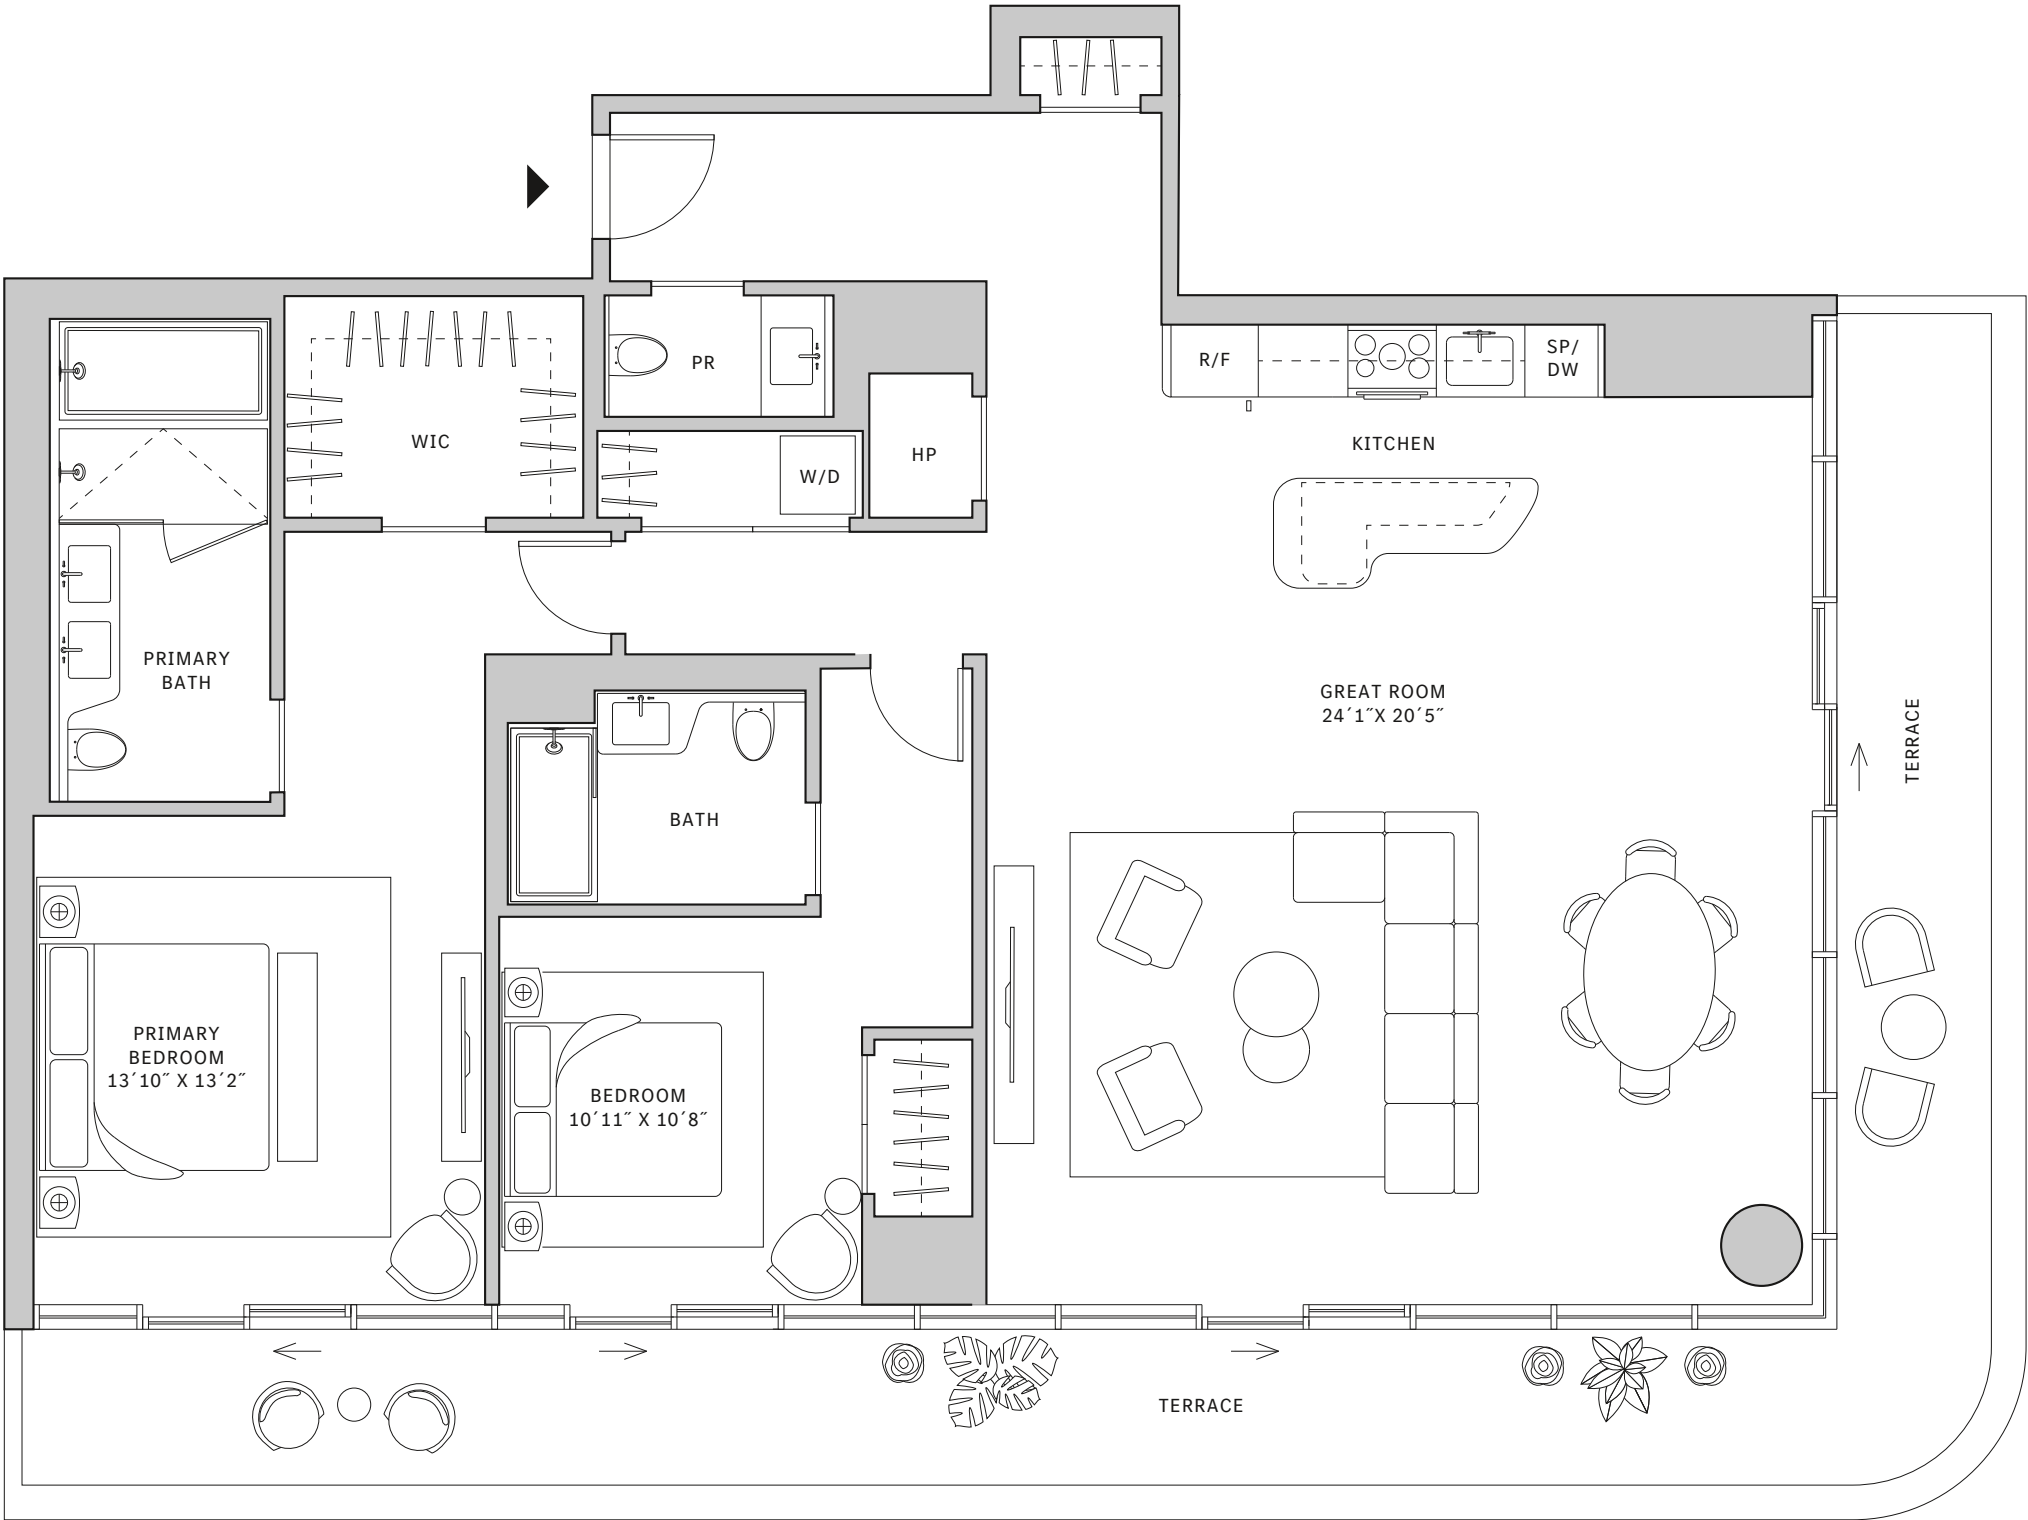 R/F
SP/
DW
PR
WIC
KITCHEN
HP
W/D
PRIMARY
BATH
GREAT ROOM
24´1˝X 20´5˝
TERRACE
BATH
PRIMARY
BEDROOM
13´10˝ X 13´2˝
BEDROOM
10´11˝ X 10´8˝
TERRACE